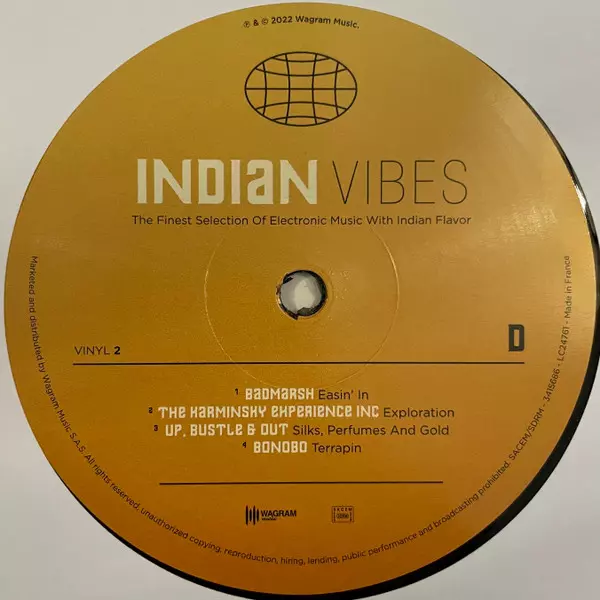 ℗ & © 2022 Wagram Music.
INDIAN VIBES
The Finest Selection Of Electronic Music With Indian Flavor
VINYL 2
D
1 BADMARSH Easin' In
2 THE KARMINSKY EXPERIENCE INC Exploration
3 UP, BUSTLE & OUT Silks, Perfumes And Gold
4 BONOBO Terrapin
WAGRAM
SACEM
Marketed and distributed by Wagram Music S.A.S. All rights reserved, unauthorized copying, reproduction, hiring, lending, public performance and broadcasting prohibited. SACEM/SDRM - 3415686 - LC24761 - Made in France